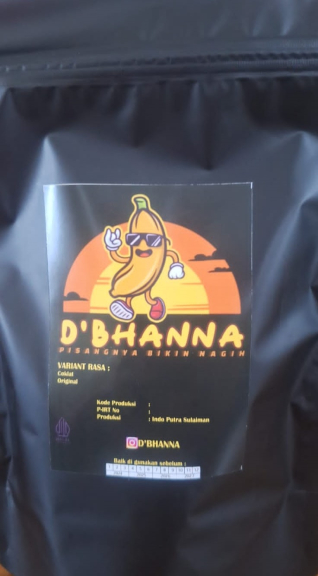 D'BHANNA
PISANGNYA BIKIN NAGIH
VARIANT RASA :
Coklat
Original
Kode Produksi :
P-IRT No :
Produksi : Indo Putra Sulaiman
D'BHANNA
Baik di gunakan sebelum :